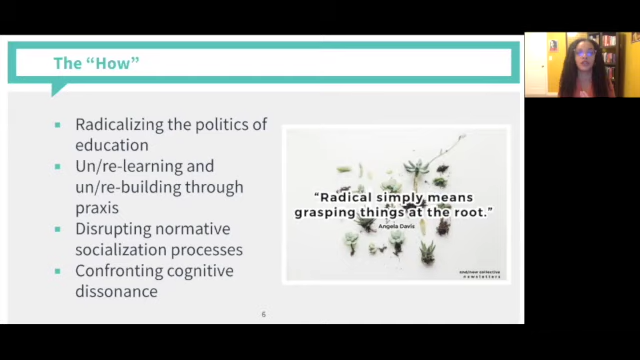 The “How”
Radicalizing the politics of
education
Un/re-learning and
un/re-building through
praxis
Disrupting normative
socialization processes
Confronting cognitive
dissonance
“Radical simply means
grasping things at the root.”
Angela Davis
newsletters
6